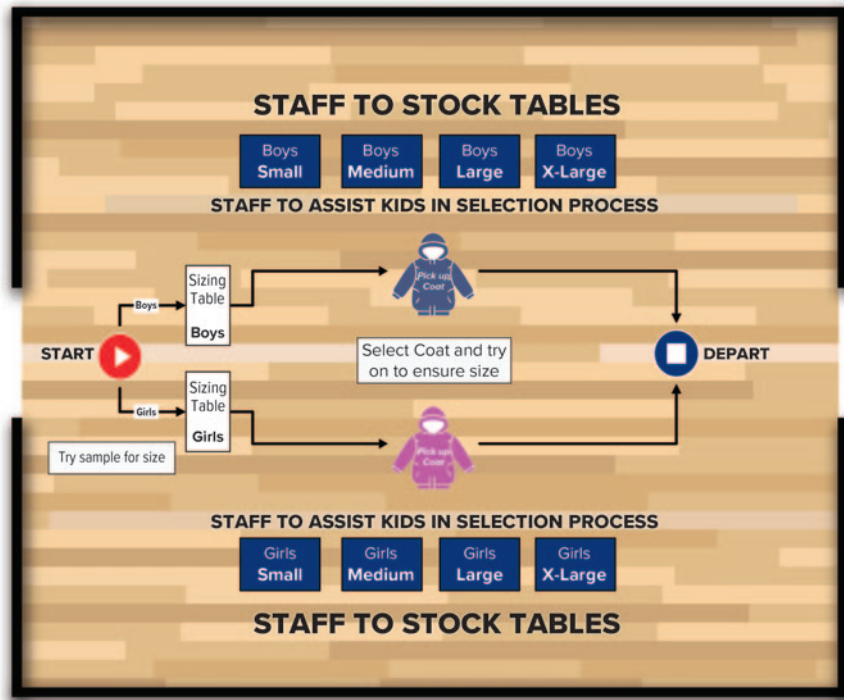 STAFF TO STOCK TABLES
Boys
Small
Boys
Medium
Boys
Large
Boys
X-Large
STAFF TO ASSIST KIDS IN SELECTION PROCESS
Sizing
Table
Boys
Pick up
Coat
Boys
START
Select Coat and try
on to ensure size
DEPART
Sizing
Table
Girls
Girls
Pick up
Coat
Try sample for size
STAFF TO ASSIST KIDS IN SELECTION PROCESS
Girls
Small
Girls
Medium
Girls
Large
Girls
X-Large
STAFF TO STOCK TABLES